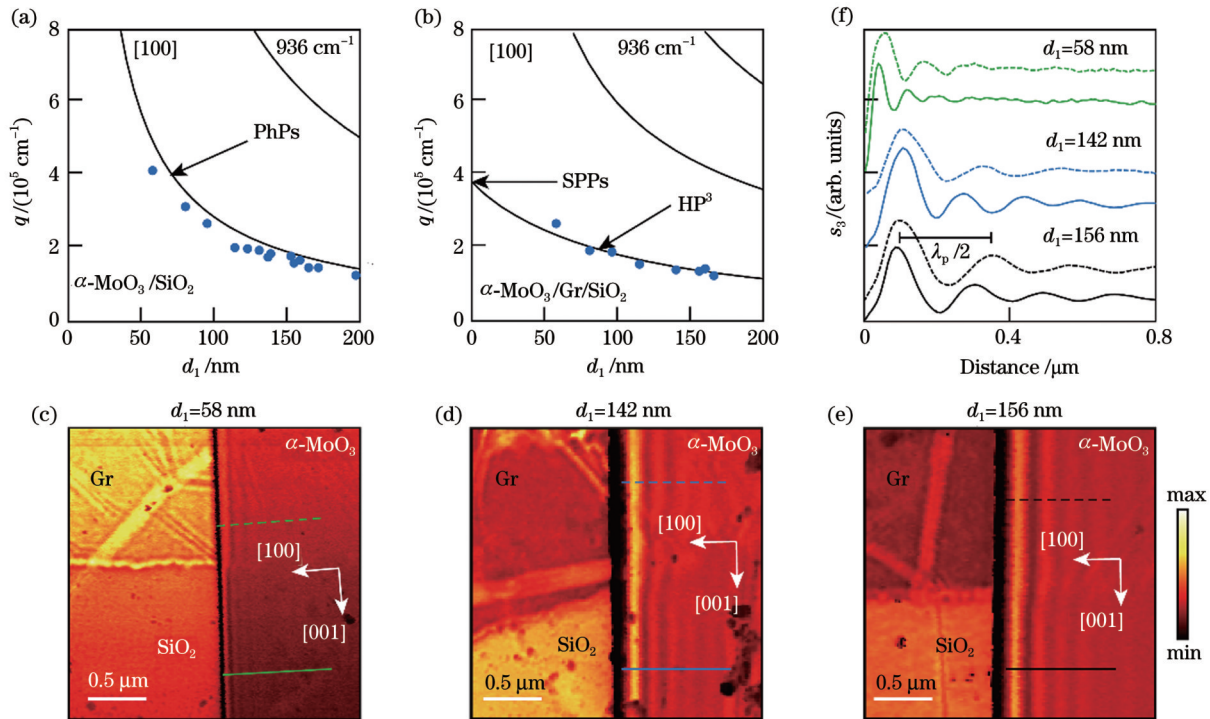 (a)
8
6
4
2
0
q/(10⁵ cm⁻¹)
[100]
936 cm⁻¹
PhPs
α-MoO₃/SiO₂
0 50 100 150 200
d₁ /nm
(b)
8
6
4
2
0
q/(10⁵ cm⁻¹)
[100]
936 cm⁻¹
SPPs
HP³
α-MoO₃/Gr/SiO₂
0 50 100 150 200
d₁ /nm
(f)
s₃/(arb. units)
d₁=58 nm
d₁=142 nm
d₁=156 nm
λₚ/2
0 0.4 0.8
Distance /μm
(c)
d₁=58 nm
α-MoO₃
Gr
[100]
[001]
SiO₂
0.5 μm
(d)
d₁=142 nm
α-MoO₃
Gr
[100]
[001]
SiO₂
0.5 μm
(e)
d₁=156 nm
α-MoO₃
Gr
[100]
[001]
SiO₂
0.5 μm
max
min